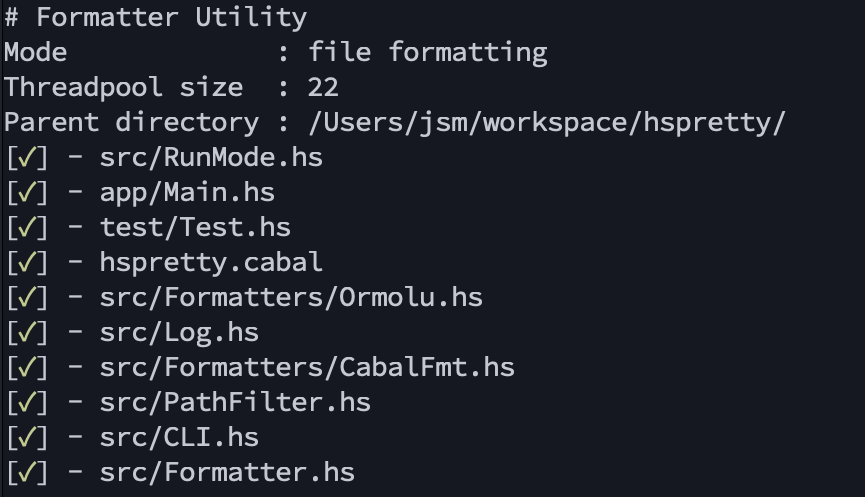 # Formatter Utility
Mode             : file formatting
Threadpool size  : 22
Parent directory : /Users/jsm/workspace/hspretty/
[✓] - src/RunMode.hs
[✓] - app/Main.hs
[✓] - test/Test.hs
[✓] - hspretty.cabal
[✓] - src/Formatters/Ormolu.hs
[✓] - src/Log.hs
[✓] - src/Formatters/CabalFmt.hs
[✓] - src/PathFilter.hs
[✓] - src/CLI.hs
[✓] - src/Formatter.hs